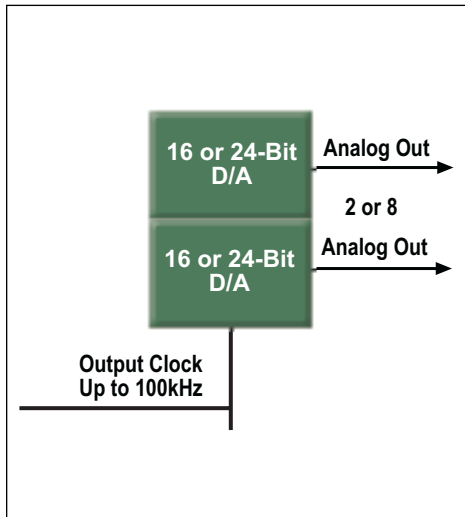 16 or 24-Bit
D/A
Analog Out
2 or 8
16 or 24-Bit
D/A
Analog Out
Output Clock
Up to 100kHz